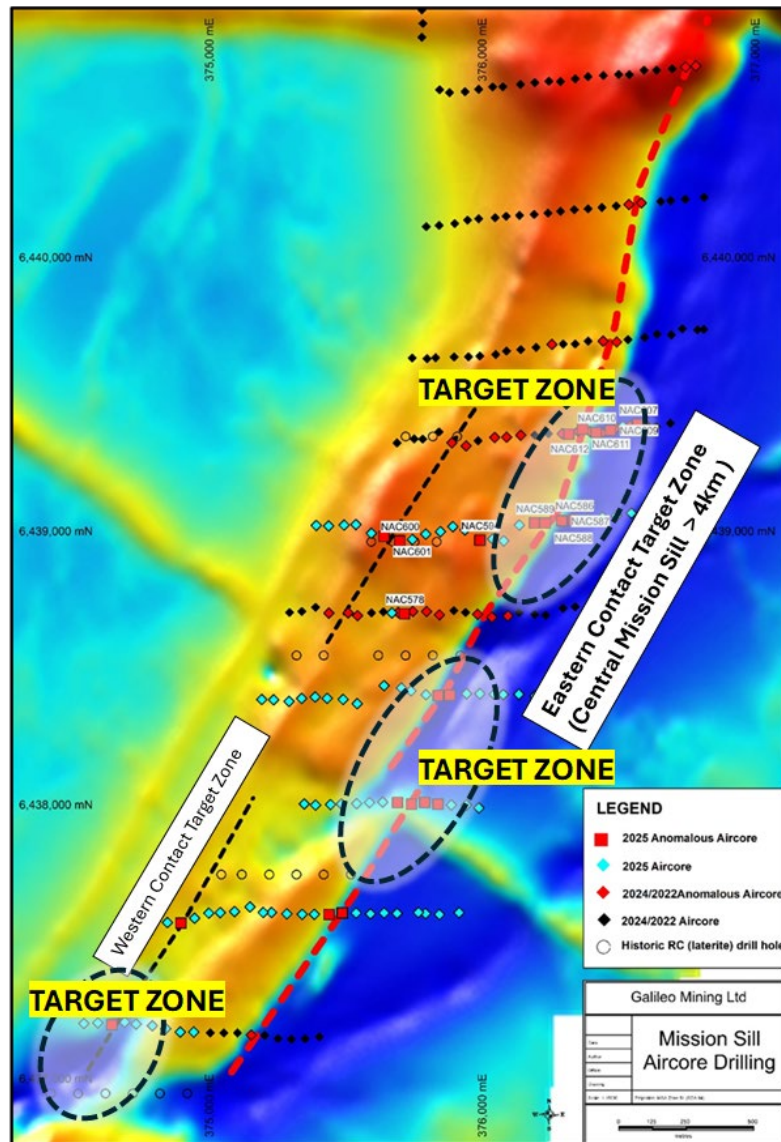 375,000 mE
376,000 mE
377,000 mE
6,440,000 mN
6,440,000 mN
TARGET ZONE
NAC610
NAC609
NAC612
NAC611
NAC589
NAC586
NAC587
NAC588
NAC600
NAC601
NAC59
NAC578
6,439,000 mN
Eastern Contact Target Zone
(Central Mission Sill > 4km )
TARGET ZONE
Western Contact Target Zone
6,438,000 mN
TARGET ZONE
375,000 mE
376,000 mE
LEGEND
2025 Anomalous Aircore
2025 Aircore
2024/2022Anomalous Aircore
2024/2022 Aircore
Historic RC (laterite) drill hole
Galileo Mining Ltd
Mission Sill
Aircore Drilling
metres